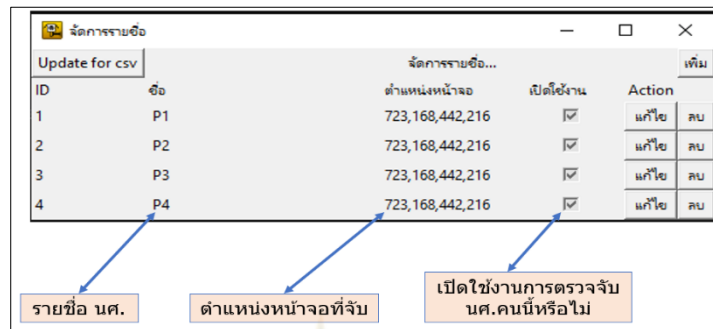 จัดการรายชื่อ
Update for csv จัดการรายชื่อ... เพิ่ม
ID ชื่อ ตำแหน่งหน้าจอ เปิดใช้งาน Action
1 P1 723,168,442,216 แก้ไข ลบ
2 P2 723,168,442,216 แก้ไข ลบ
3 P3 723,168,442,216 แก้ไข ลบ
4 P4 723,168,442,216 แก้ไข ลบ
รายชื่อ นศ. ตำแหน่งหน้าจอที่จับ เปิดใช้งานการตรวจจับ
นศ.คนนี้หรือไม่